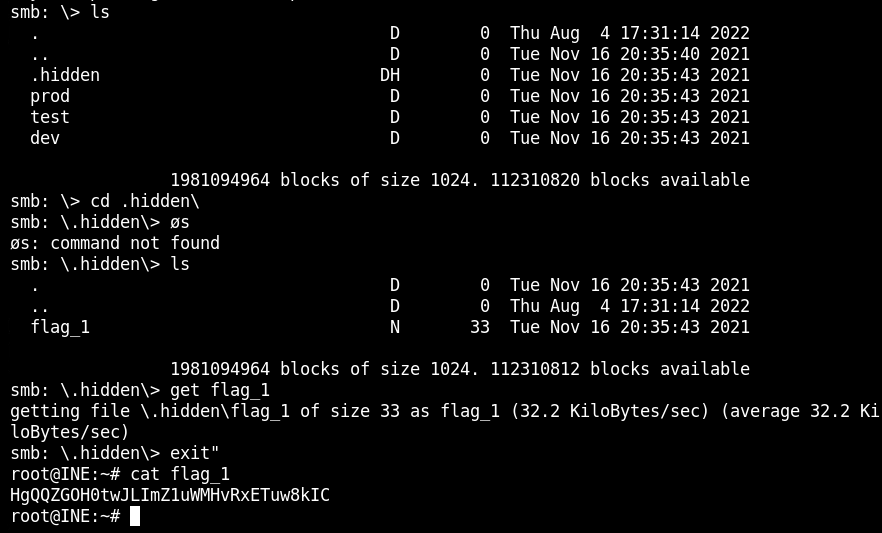 smb: \> ls
. D 0 Thu Aug 4 17:31:14 2022
.. D 0 Tue Nov 16 20:35:40 2021
.hidden DH 0 Tue Nov 16 20:35:43 2021
prod D 0 Tue Nov 16 20:35:43 2021
test D 0 Tue Nov 16 20:35:43 2021
dev D 0 Tue Nov 16 20:35:43 2021
1981094964 blocks of size 1024. 112310820 blocks available
smb: \> cd .hidden\
smb: \.hidden\> øs
øs: command not found
smb: \.hidden\> ls
. D 0 Tue Nov 16 20:35:43 2021
.. D 0 Thu Aug 4 17:31:14 2022
flag_1 N 33 Tue Nov 16 20:35:43 2021
1981094964 blocks of size 1024. 112310812 blocks available
smb: \.hidden\> get flag_1
getting file \.hidden\flag_1 of size 33 as flag_1 (32.2 KiloBytes/sec) (average 32.2 Ki
loBytes/sec)
smb: \.hidden\> exit"
root@INE:~# cat flag_1
HgQQZGOH0twJLImZ1uWMHvRxETuw8kIC
root@INE:~#